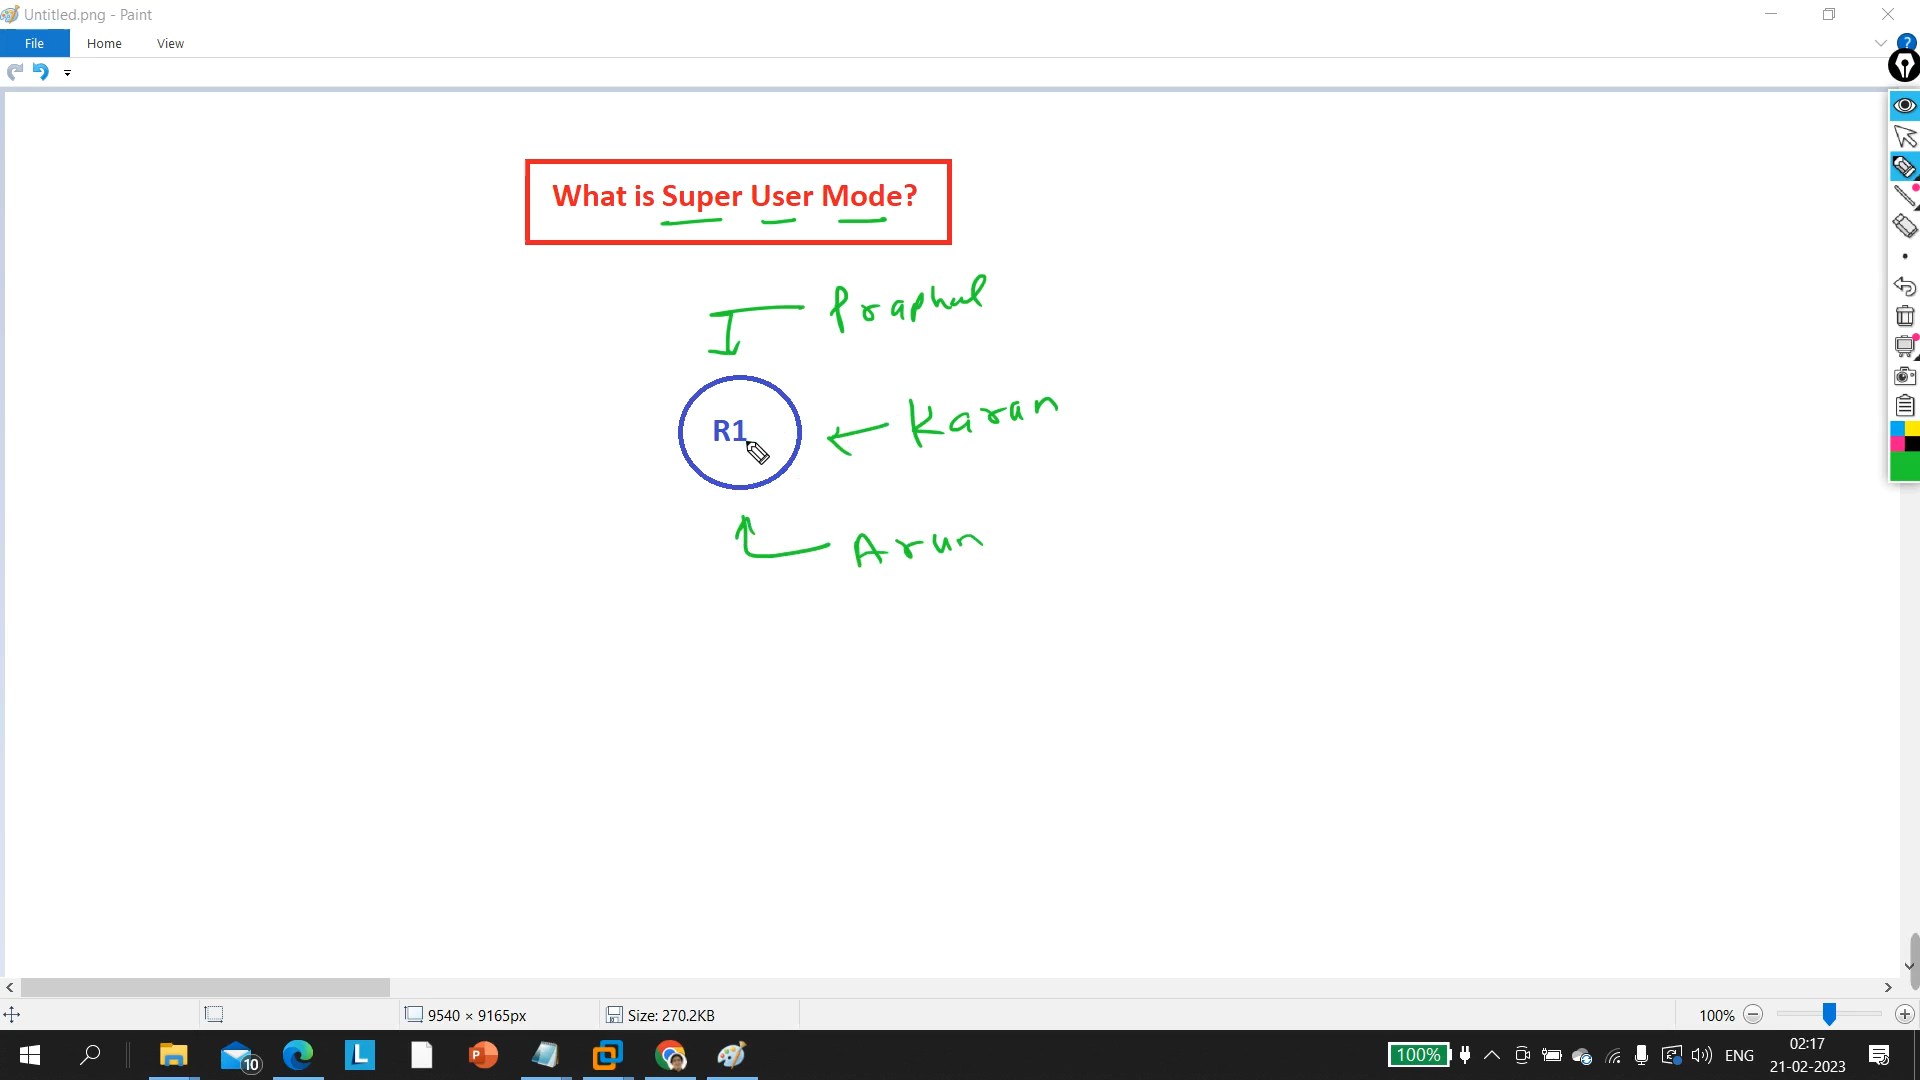 Untitled.png - Paint
File Home View
What is Super User Mode?
Praphul
R1
Karan
Arun
9540 × 9165px
Size: 270.2KB
100%
10
100%
ENG
02:17
21-02-2023